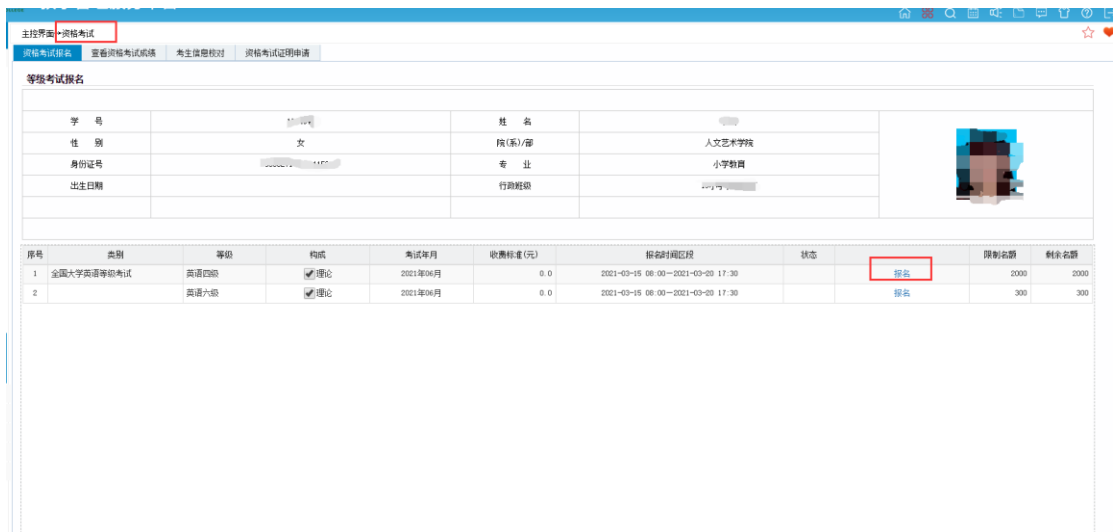 主控界面→资格考试
资格考试报名 查看资格考试成绩 考生信息校对 资格考试证明申请
等级考试报名
学 号 姓 名
性 别 女 院(系)/部 人文艺术学院
身份证号 专 业 小学教育
出生日期 行政班级
序号 类别 等级 构成 考试年月 收费标准(元) 报名时间区段 状态 限制名额 剩余名额
1 全国大学英语等级考试 英语四级 理论 2021年06月 0.0 2021-03-15 08:00—2021-03-20 17:30 报名 2000 2000
2 英语六级 理论 2021年06月 0.0 2021-03-15 08:00—2021-03-20 17:30 报名 300 300